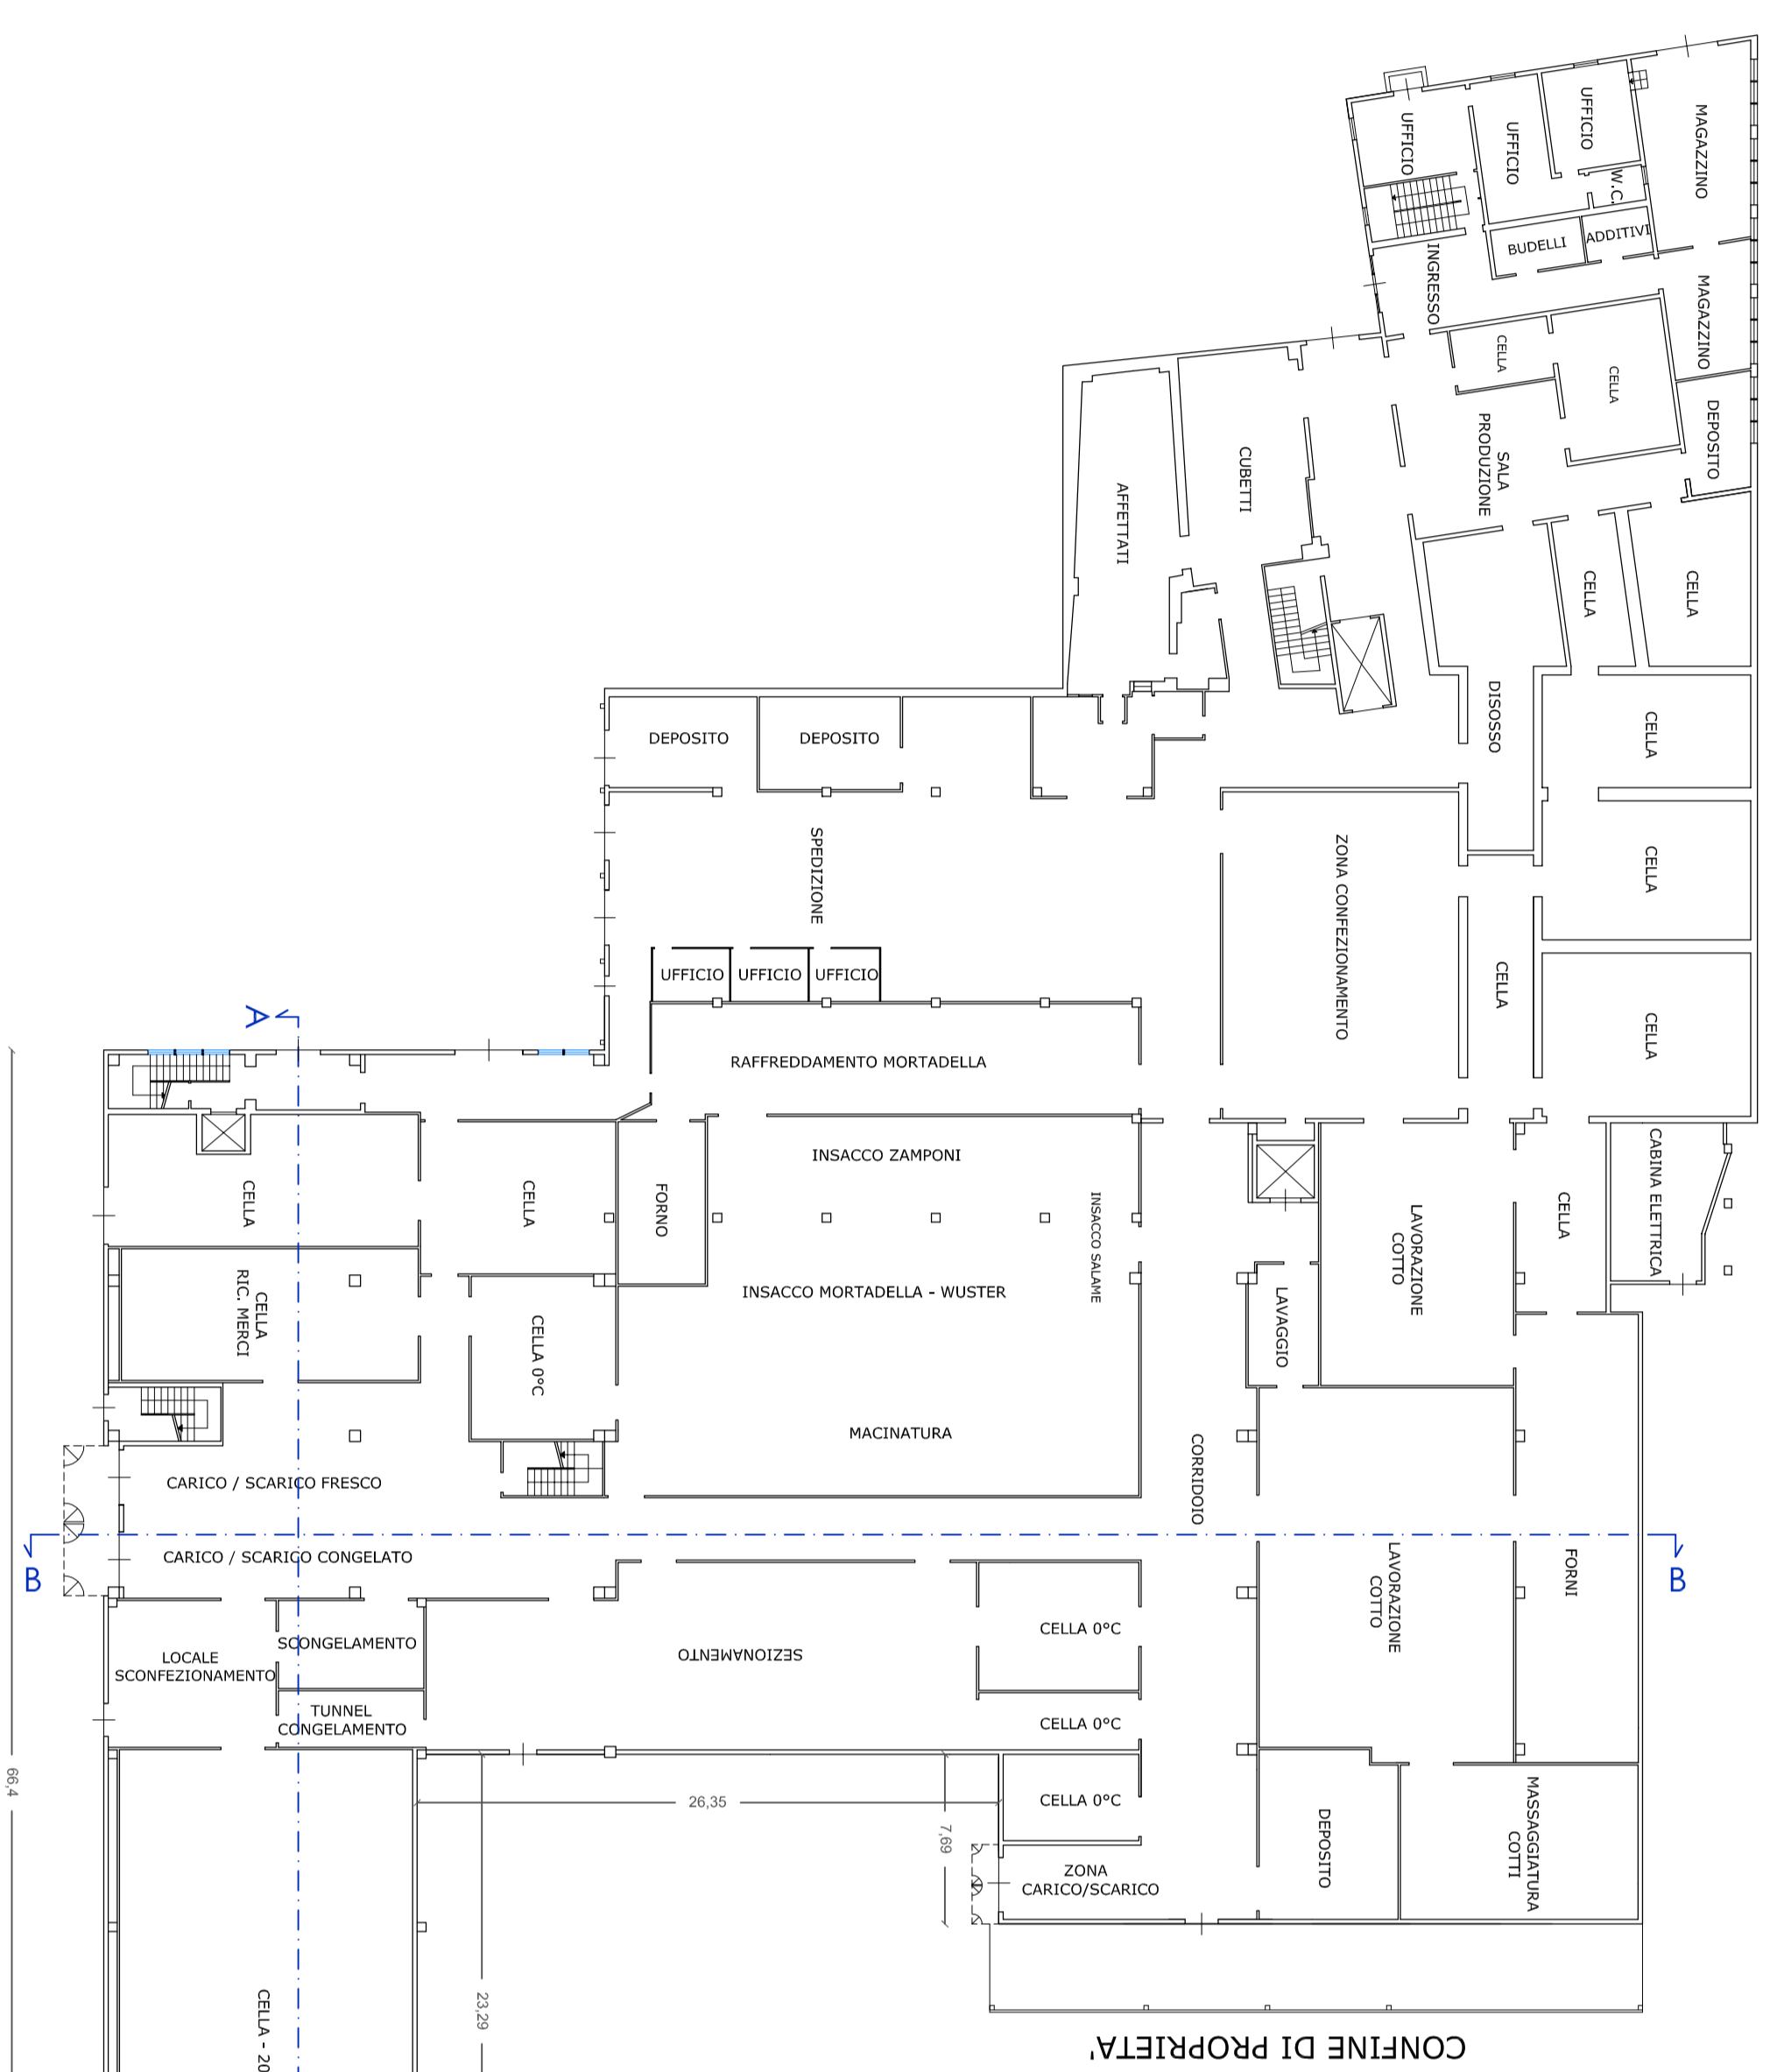 UFFICIO
UFFICIO
UFFICIO
MAGAZZINO
W.C.
BUDELLI
ADDITIVI
INGRESSO
MAGAZZINO
CELLA
CELLA
DEPOSITO
SALA
PRODUZIONE
CUBETTI
AFFETTATI
CELLA
CELLA
DISOSSO
CELLA
DEPOSITO
DEPOSITO
SPEDIZIONE
ZONA CONFEZIONAMENTO
CELLA
CELLA
CELLA
UFFICIO
UFFICIO
UFFICIO
A
RAFFREDDAMENTO MORTADELLA
INSACCO ZAMPONI
CELLA
CELLA
FORNO
INSACCO SALAME
LAVORAZIONE
COTTO
CELLA
CABINA ELETTRICA
CELLA
RIC. MERCI
CELLA 0°C
INSACCO MORTADELLA - WUSTER
LAVAGGIO
MACINATURA
CORRIDOIO
CARICO / SCARICO FRESCO
CARICO / SCARICO CONGELATO
B
B
LAVORAZIONE
COTTO
FORNI
SCONGELAMENTO
LOCALE
SCONFEZIONAMENTO
SEZIONAMENTO
CELLA 0°C
TUNNEL
CONGELAMENTO
CELLA 0°C
66,4
26,35
CELLA 0°C
7,69
DEPOSITO
MASSAGGIATURA
COTTI
ZONA
CARICO/SCARICO
23,29
CELLA - 20
CONFINE DI PROPRIETA'